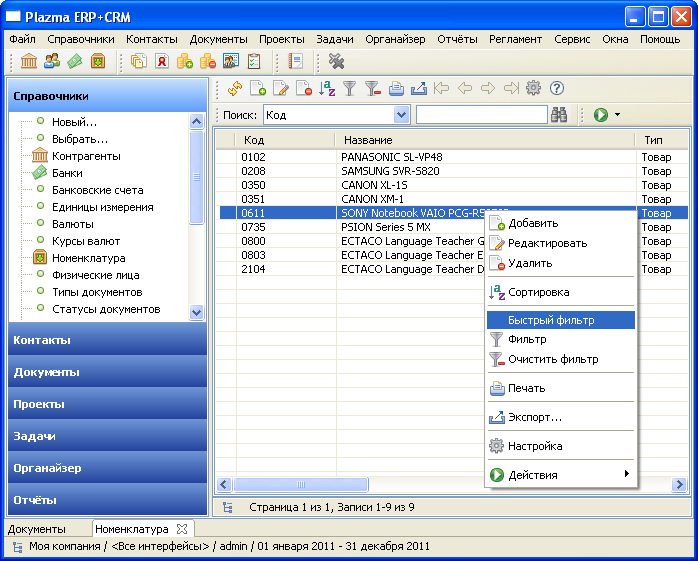 Plazma ERP+CRM
Файл Справочники Контакты Документы Проекты Задачи Органайзер Отчёты Регламент Сервис Окна Помощь
Справочники
Новый...
Выбрать...
Контрагенты
Банки
Банковские счета
Единицы измерения
Валюты
Курсы валют
Номенклатура
Физические лица
Типы документов
Статусы документов
Контакты
Документы
Проекты
Задачи
Органайзер
Отчёты
Поиск: Код
Код Название Тип
0102 PANASONIC SL-VP48 Товар
0208 SAMSUNG SVR-S820 Товар
0350 CANON XL-1S Товар
0351 CANON XM-1 Товар
0611 SONY Notebook VAIO Товар
0735 PSION Series 5 MX Товар
0800 ECTACO Language Teacher Товар
0803 ECTACO Language Teacher Товар
2104 ECTACO Language Teacher Товар
Добавить
Редактировать
Удалить
Сортировка
Быстрый фильтр
Фильтр
Очистить фильтр
Печать
Экспорт...
Настройка
Действия
Страница 1 из 1, Записи 1-9 из 9
Документы Номенклатура
Моя компания / <Все интерфейсы> / admin / 01 января 2011 - 31 декабря 2011